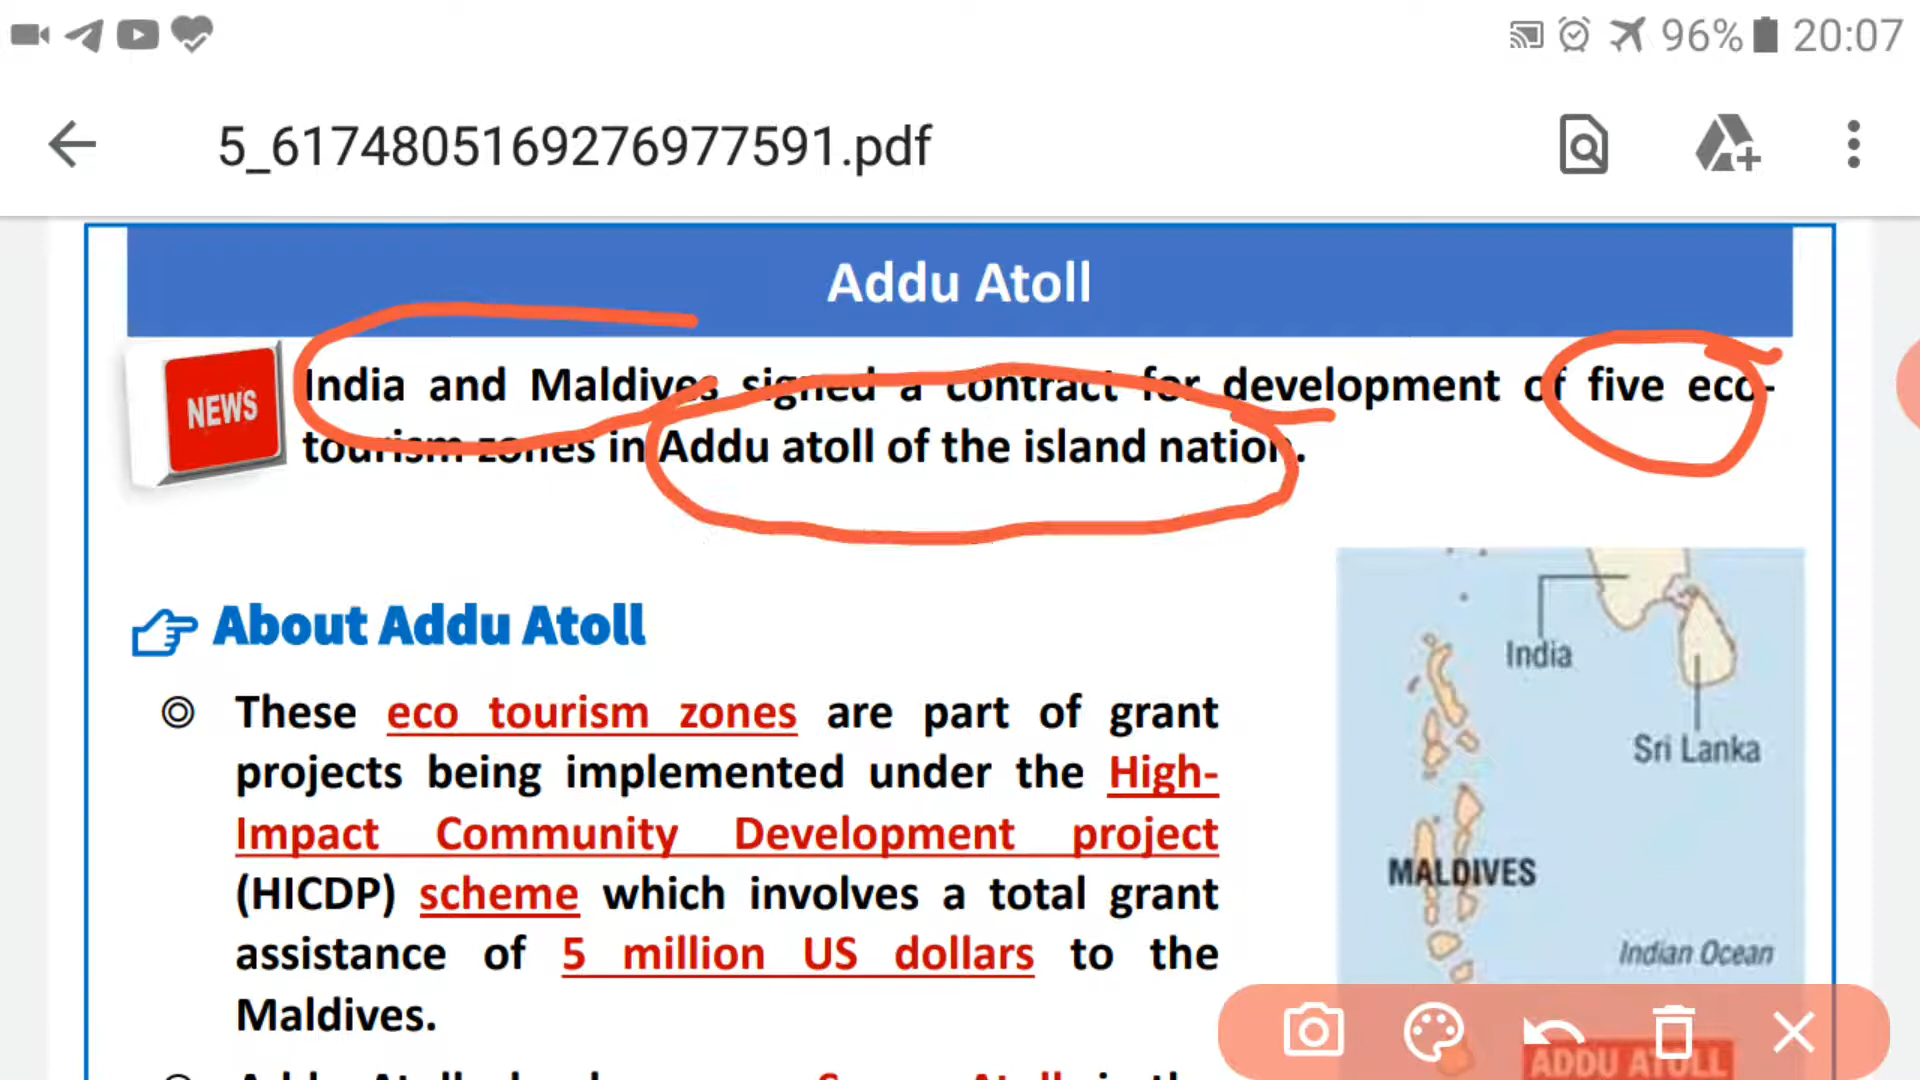 96% 20:07
5_6174805169276977591.pdf
Addu Atoll
NEWS
India and Maldives signed a contract for development of five eco-
tourism zones in Addu atoll of the island nation.
About Addu Atoll
These eco tourism zones are part of grant
projects being implemented under the High-
Impact Community Development project
(HICDP) scheme which involves a total grant
assistance of 5 million US dollars to the
Maldives.
India
Sri Lanka
MALDIVES
Indian Ocean
ADDU ATOLL